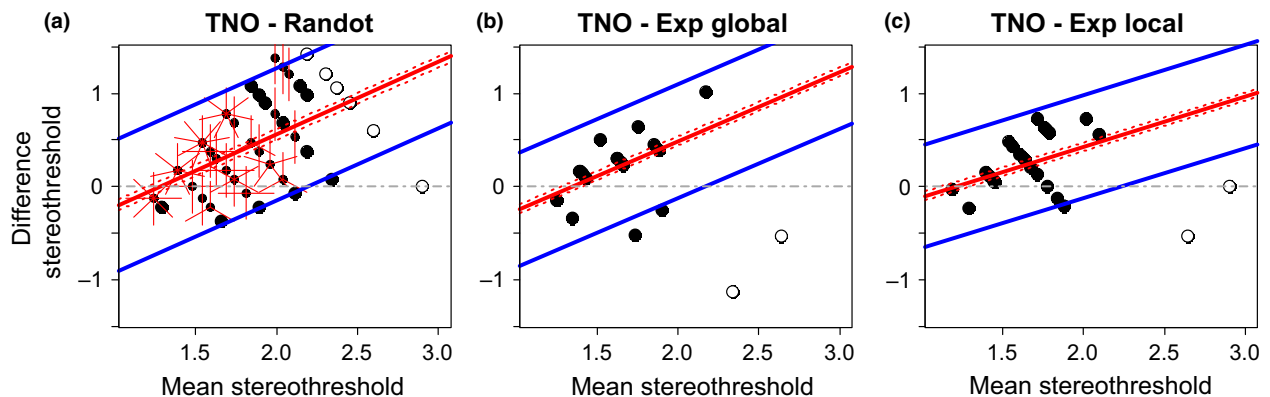 (a) TNO - Randot
(b) TNO - Exp global
(c) TNO - Exp local
Difference
stereothreshold
1
0
−1
1.5 2.0 2.5 3.0
Mean stereothreshold
1
0
−1
1.5 2.0 2.5 3.0
Mean stereothreshold
1
0
−1
1.5 2.0 2.5 3.0
Mean stereothreshold